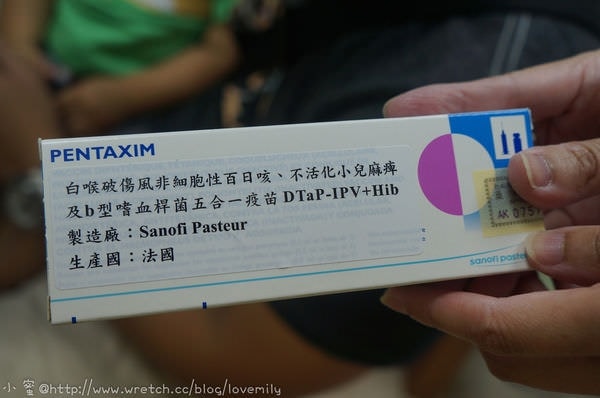 PENTAXIM
白喉破傷風非細胞性百日咳、不活化小兒麻痺
及b型嗜血桿菌五合一疫苗 DTaP-IPV+Hib
製造廠：Sanofi Pasteur
生產國：法國
AK 0757
sanofi pasteur
小蜜@http://www.wretch.cc/blog/lovemily